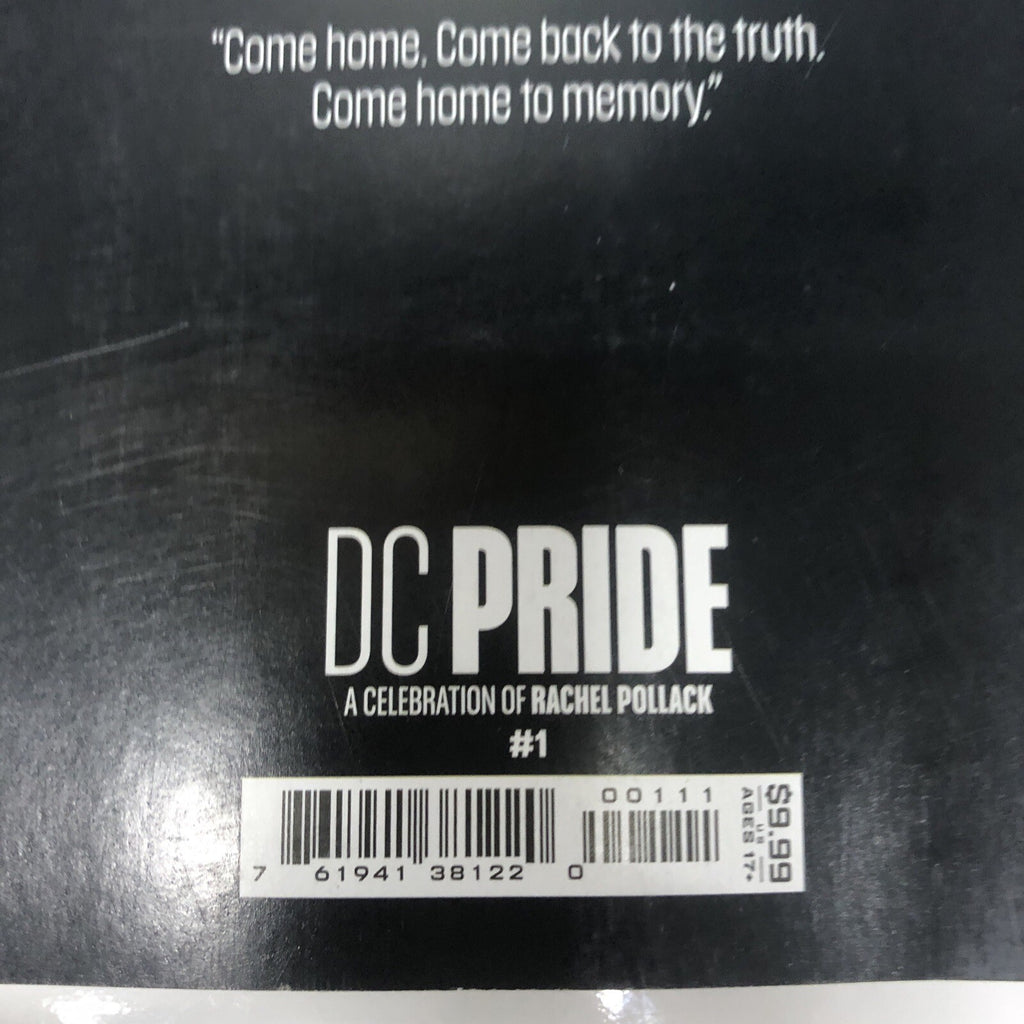 “Come home. Come back to the truth.
Come home to memory.”
DC PRIDE
A CELEBRATION OF RACHEL POLLACK
#1
00111
7 61941 38122 0
$9.99
US
AGES 17+